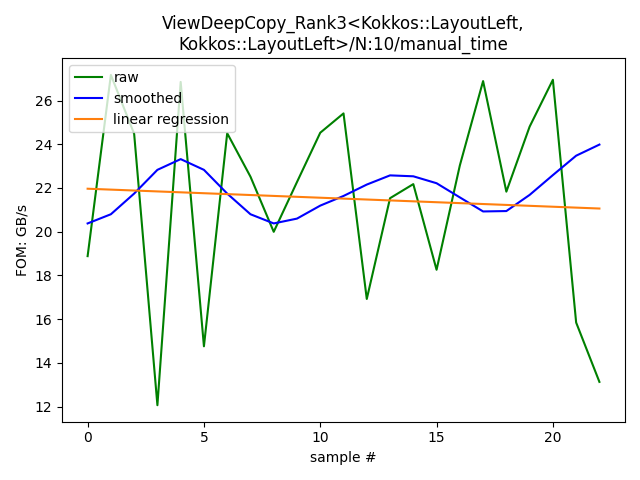 ViewDeepCopy_Rank3<Kokkos::LayoutLeft,
Kokkos::LayoutLeft>/N:10/manual_time
raw
smoothed
linear regression
FOM: GB/s
26
24
22
20
18
16
14
12
0 5 10 15 20
sample #